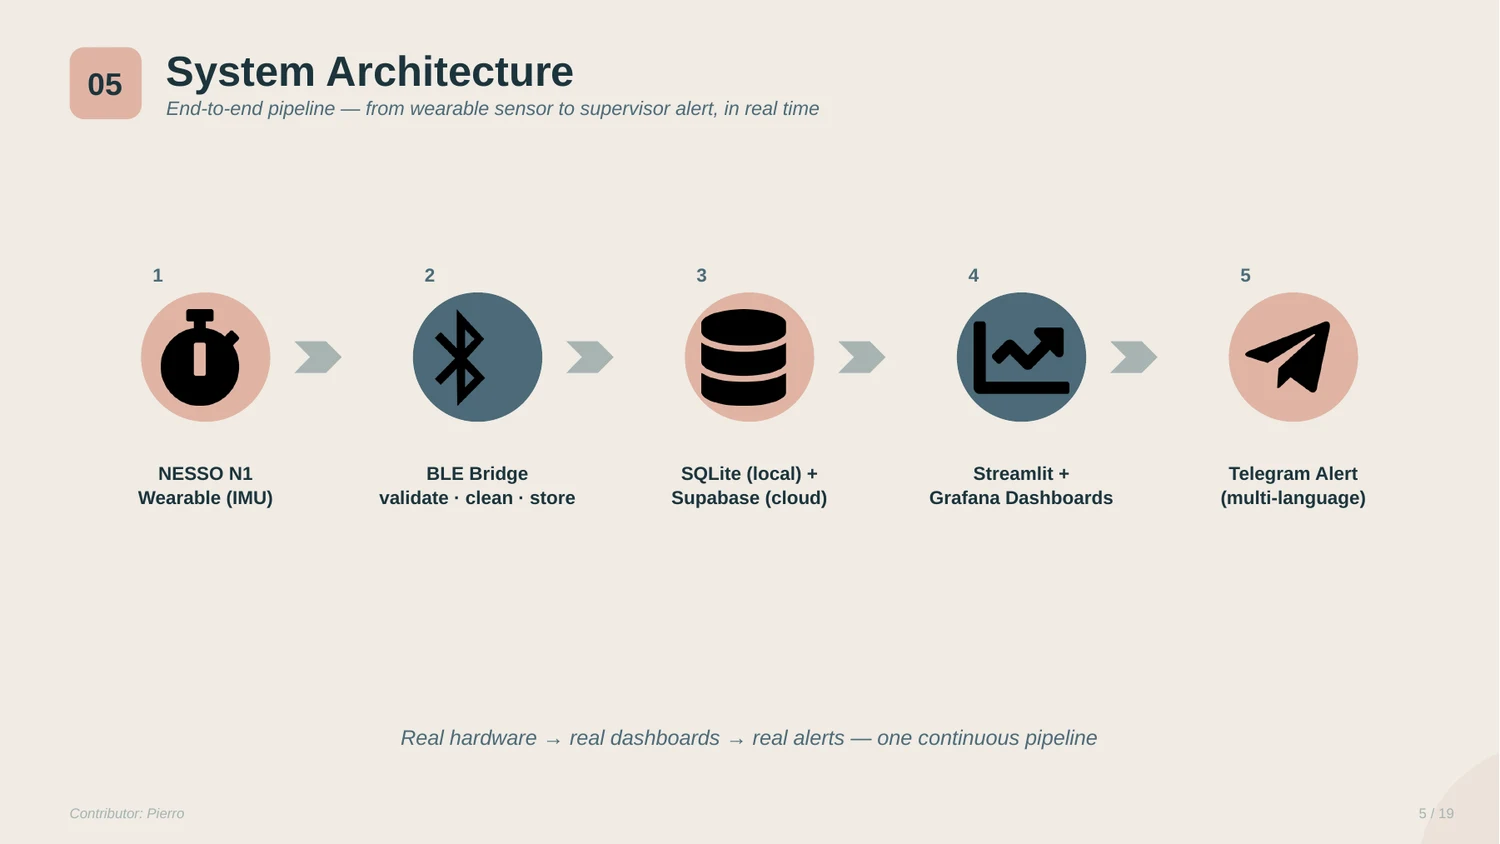 05
System Architecture
End-to-end pipeline — from wearable sensor to supervisor alert, in real time
1
2
3
4
5
NESSO N1
Wearable (IMU)
BLE Bridge
validate · clean · store
SQLite (local) +
Supabase (cloud)
Streamlit +
Grafana Dashboards
Telegram Alert
(multi-language)
Real hardware → real dashboards → real alerts — one continuous pipeline
Contributor: Pierro
5 / 19